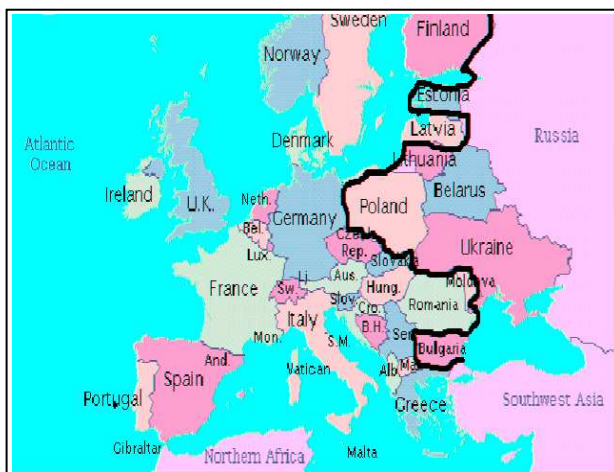 Sweden
Finland
Norway
Estonia
Latvia
Russia
Atlantic
Ocean
Denmark
Lithuania
Ireland
Neth.
Belarus
U.K.
Germany
Poland
Bel.
Lux.
Rep.
Ukraine
Slovakia
Li.
Aus.
Moldova
France
Sw.
Hung.
Slov.
Romania
Cro.
Italy
Mon.
B.H.
Ser.
S.M.
Bulgaria
And.
Ma.
Alb.
Spain
Vatican
Portugal
Greece
Southwest Asia
Gibraltar
Northern Africa
Malta